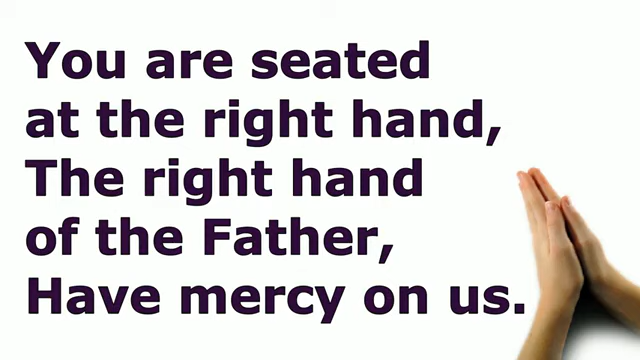 You are seated
at the right hand,
The right hand
of the Father,
Have mercy on us.